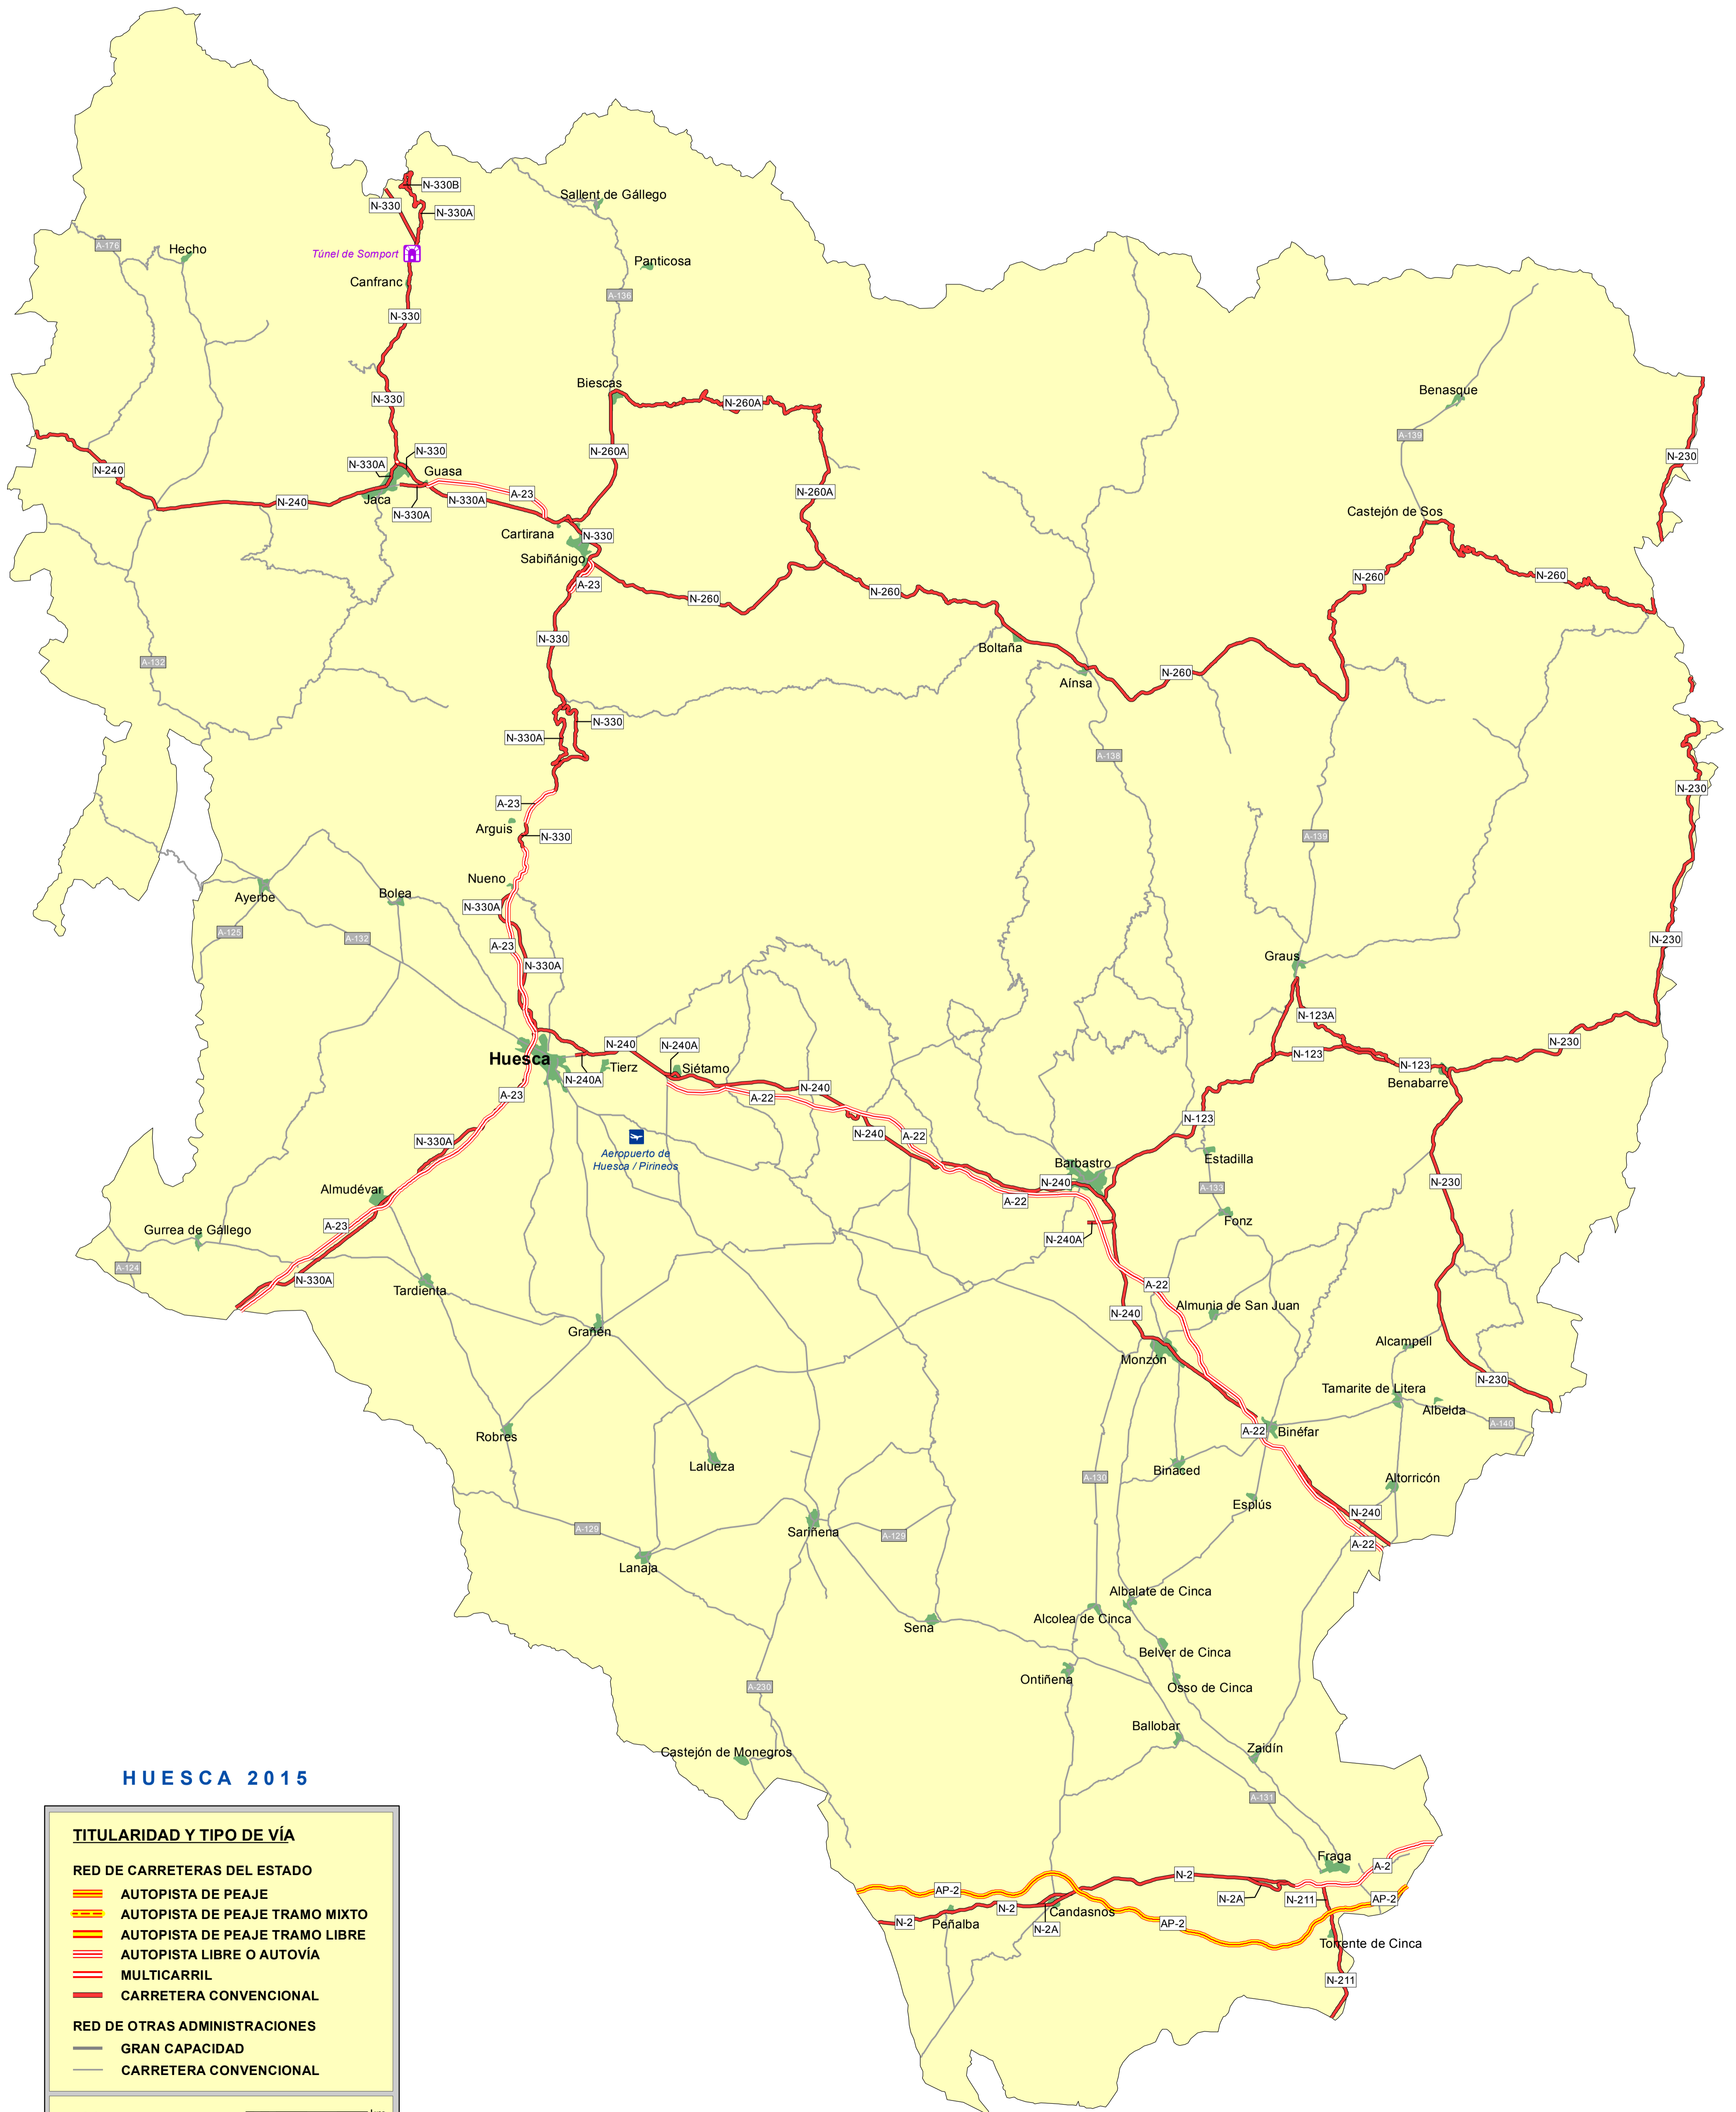 N-330B
N-330
N-330A
Sallent de Gállego
A-176
Hecho
Túnel de Somport
Panticosa
Canfranc
A-136
N-330
Biescas
N-260A
Benasque
N-330
A-139
N-240
N-330
N-260A
N-230
N-330A
Guasa
N-260A
Jaca
N-330A
A-23
N-240
N-330A
Castejón de Sos
Cartirana
N-330
Sabiñánigo
A-23
N-260
N-260
N-260
N-260
N-330
Boltaña
A-132
N-260
Aínsa
N-330
N-330A
A-138
N-230
A-23
Arguis
N-330
A-139
Nueno
Ayerbe
Bolea
N-330A
A-125
A-132
A-23
N-230
N-330A
Graus
N-123A
N-240
N-240A
N-230
Huesca
N-123
Tierz
Siétamo
N-123
N-240A
Benabarre
N-240
A-23
A-22
N-123
N-330A
N-240
A-22
Aeropuerto de
Huesca / Pirineos
Barbastro
Estadilla
N-240
N-230
Almudévar
A-22
A-133
A-23
Fonz
Gurrea de Gállego
N-240A
A-124
N-330A
Tardienta
A-22
Almunia de San Juan
N-240
Grañén
Alcampell
Monzón
N-230
Tamarite de Litera
Albelda
A-140
Robres
A-22
Binéfar
Lalueza
Binaced
A-130
Altorricón
Esplús
N-240
A-129
Sariñena
A-129
A-22
Lanaja
Albalate de Cinca
Alcolea de Cinca
Sena
Belver de Cinca
Ontiñena
Osso de Cinca
A-230
Ballobar
Castejón de Monegros
Zaidín
A-131
Fraga
A-2
N-2
AP-2
N-2A
N-211
AP-2
N-2
Candasnos
N-2
Peñalba
AP-2
N-2A
Torrente de Cinca
N-211
HUESCA 2015
TITULARIDAD Y TIPO DE VÍA
RED DE CARRETERAS DEL ESTADO
AUTOPISTA DE PEAJE
AUTOPISTA DE PEAJE TRAMO MIXTO
AUTOPISTA DE PEAJE TRAMO LIBRE
AUTOPISTA LIBRE O AUTOVÍA
MULTICARRIL
CARRETERA CONVENCIONAL
RED DE OTRAS ADMINISTRACIONES
GRAN CAPACIDAD
CARRETERA CONVENCIONAL